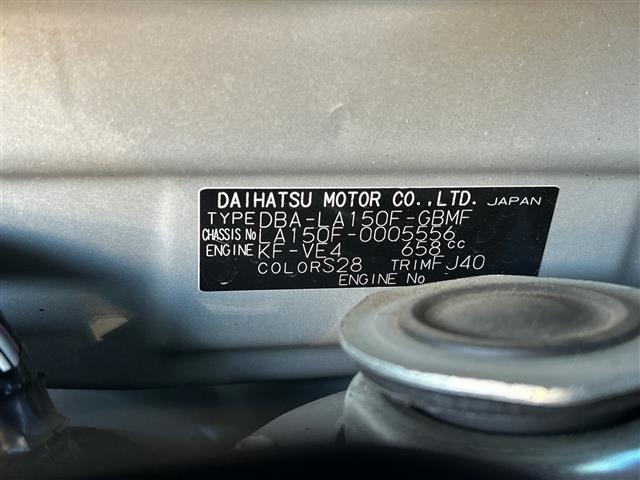 DAIHATSU MOTOR CO.,LTD. JAPAN
TYPE DBA-LA150F-GBMF
CHASSIS No LA150F-0005556
ENGINE KF-VE4 658cc
COLOR S28 TRIM FJ40
ENGINE No